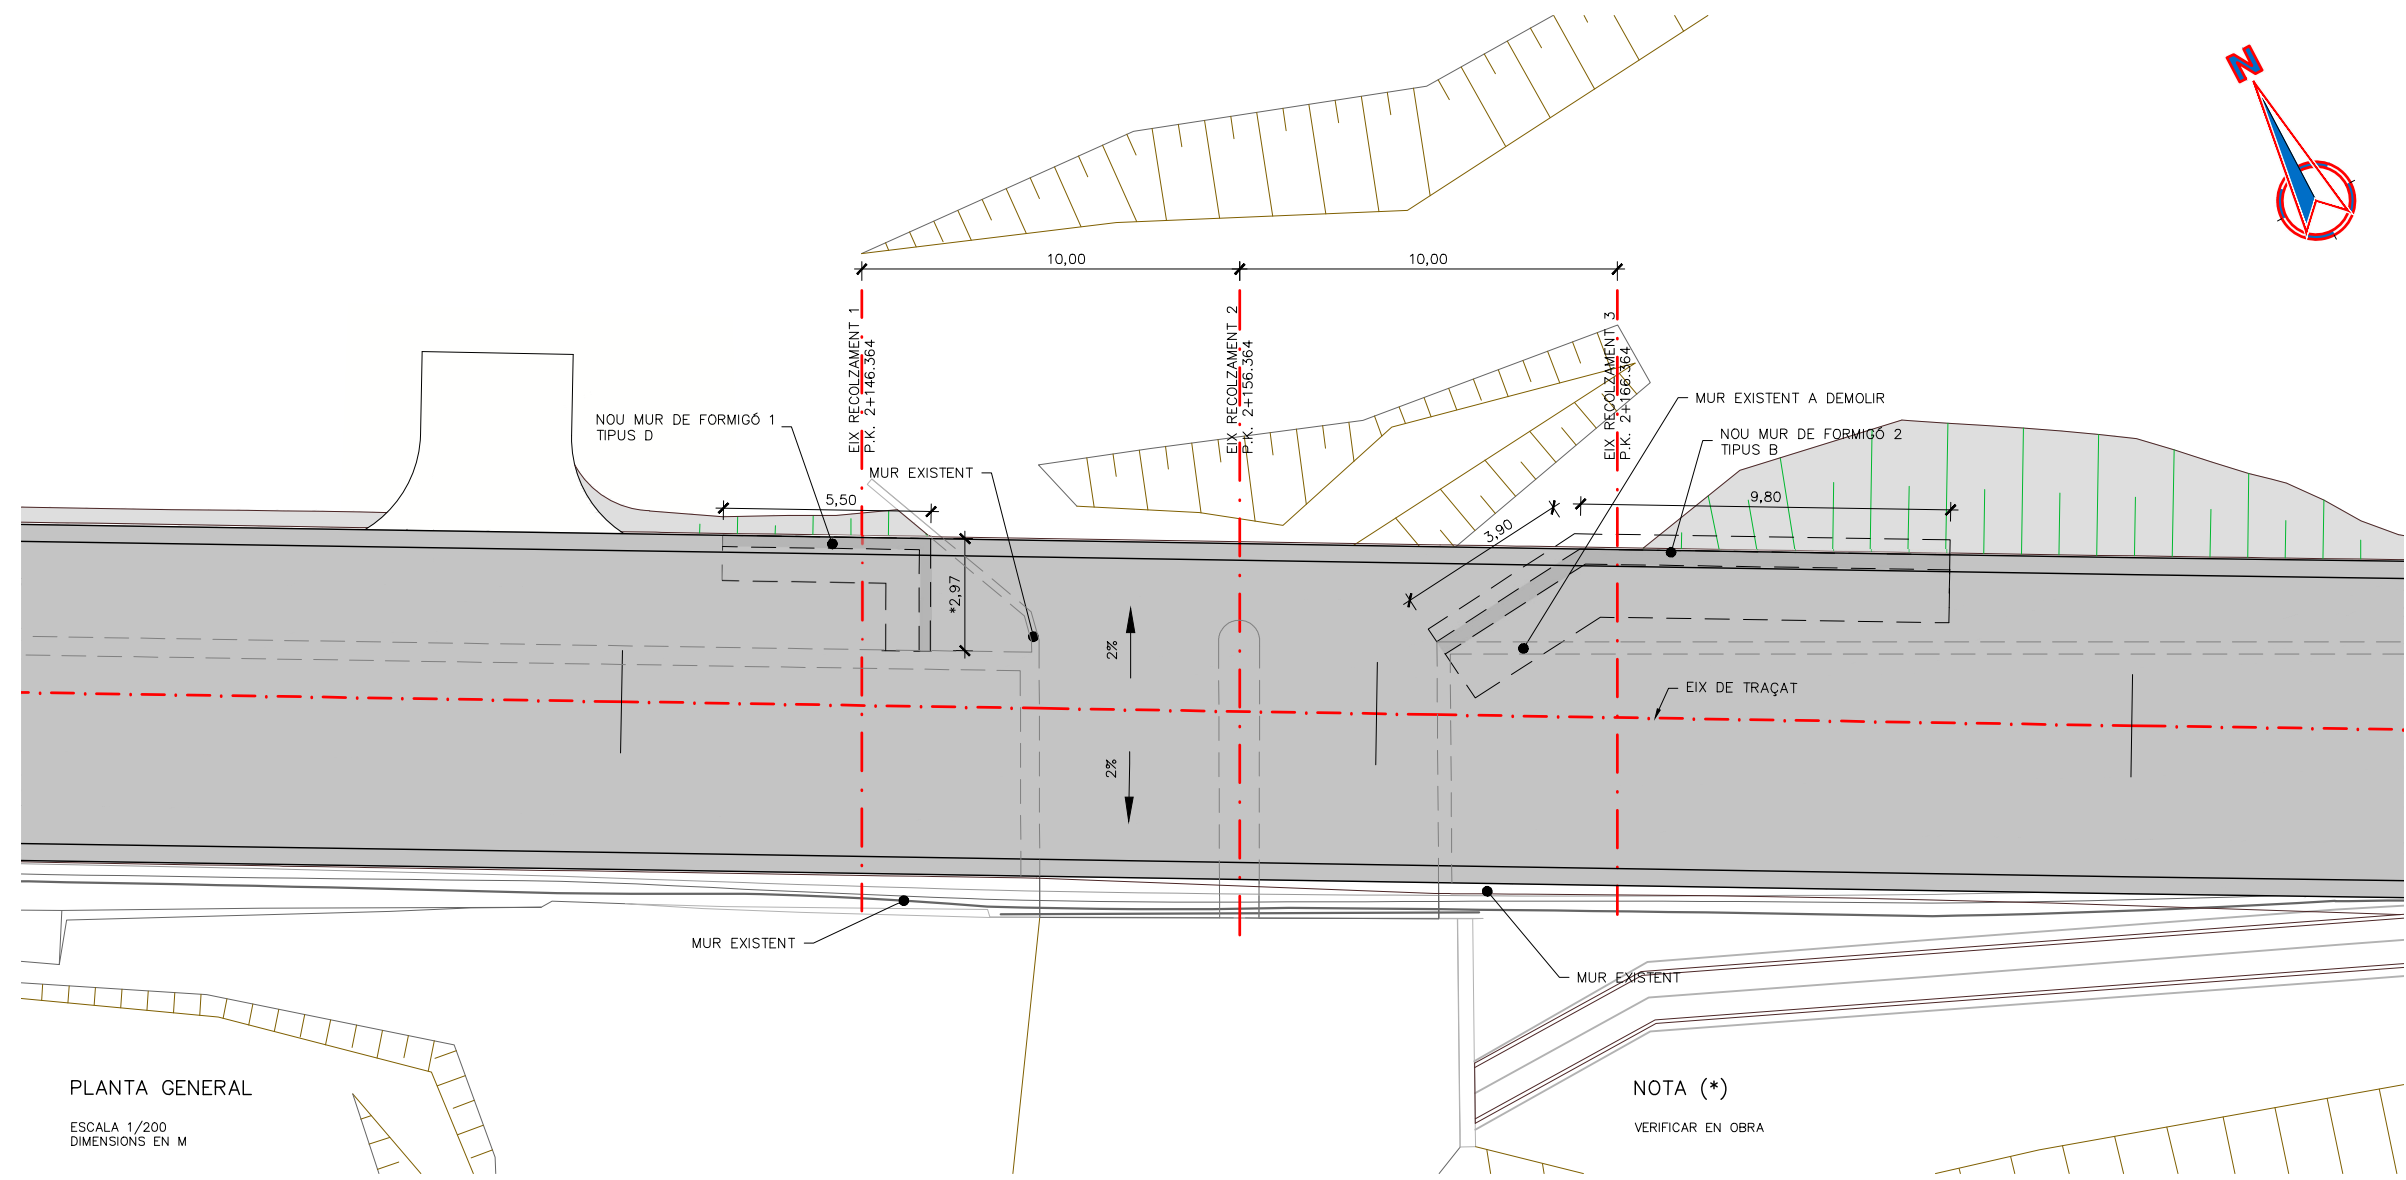 N
10,00
10,00
EIX RECOLZAMENT 1
P.K. 2+146.364
EIX RECOLZAMENT 2
P.K. 2+156.364
EIX RECOLZAMENT 3
P.K. 2+166.364
MUR EXISTENT A DEMOLIR
NOU MUR DE FORMIGÓ 1
TIPUS D
NOU MUR DE FORMIGÓ 2
TIPUS B
MUR EXISTENT
5,50
9,80
3,90
*2,97
2%
EIX DE TRAÇAT
2%
MUR EXISTENT
MUR EXISTENT
PLANTA GENERAL
ESCALA 1/200
DIMENSIONS EN M
NOTA (*)
VERIFICAR EN OBRA